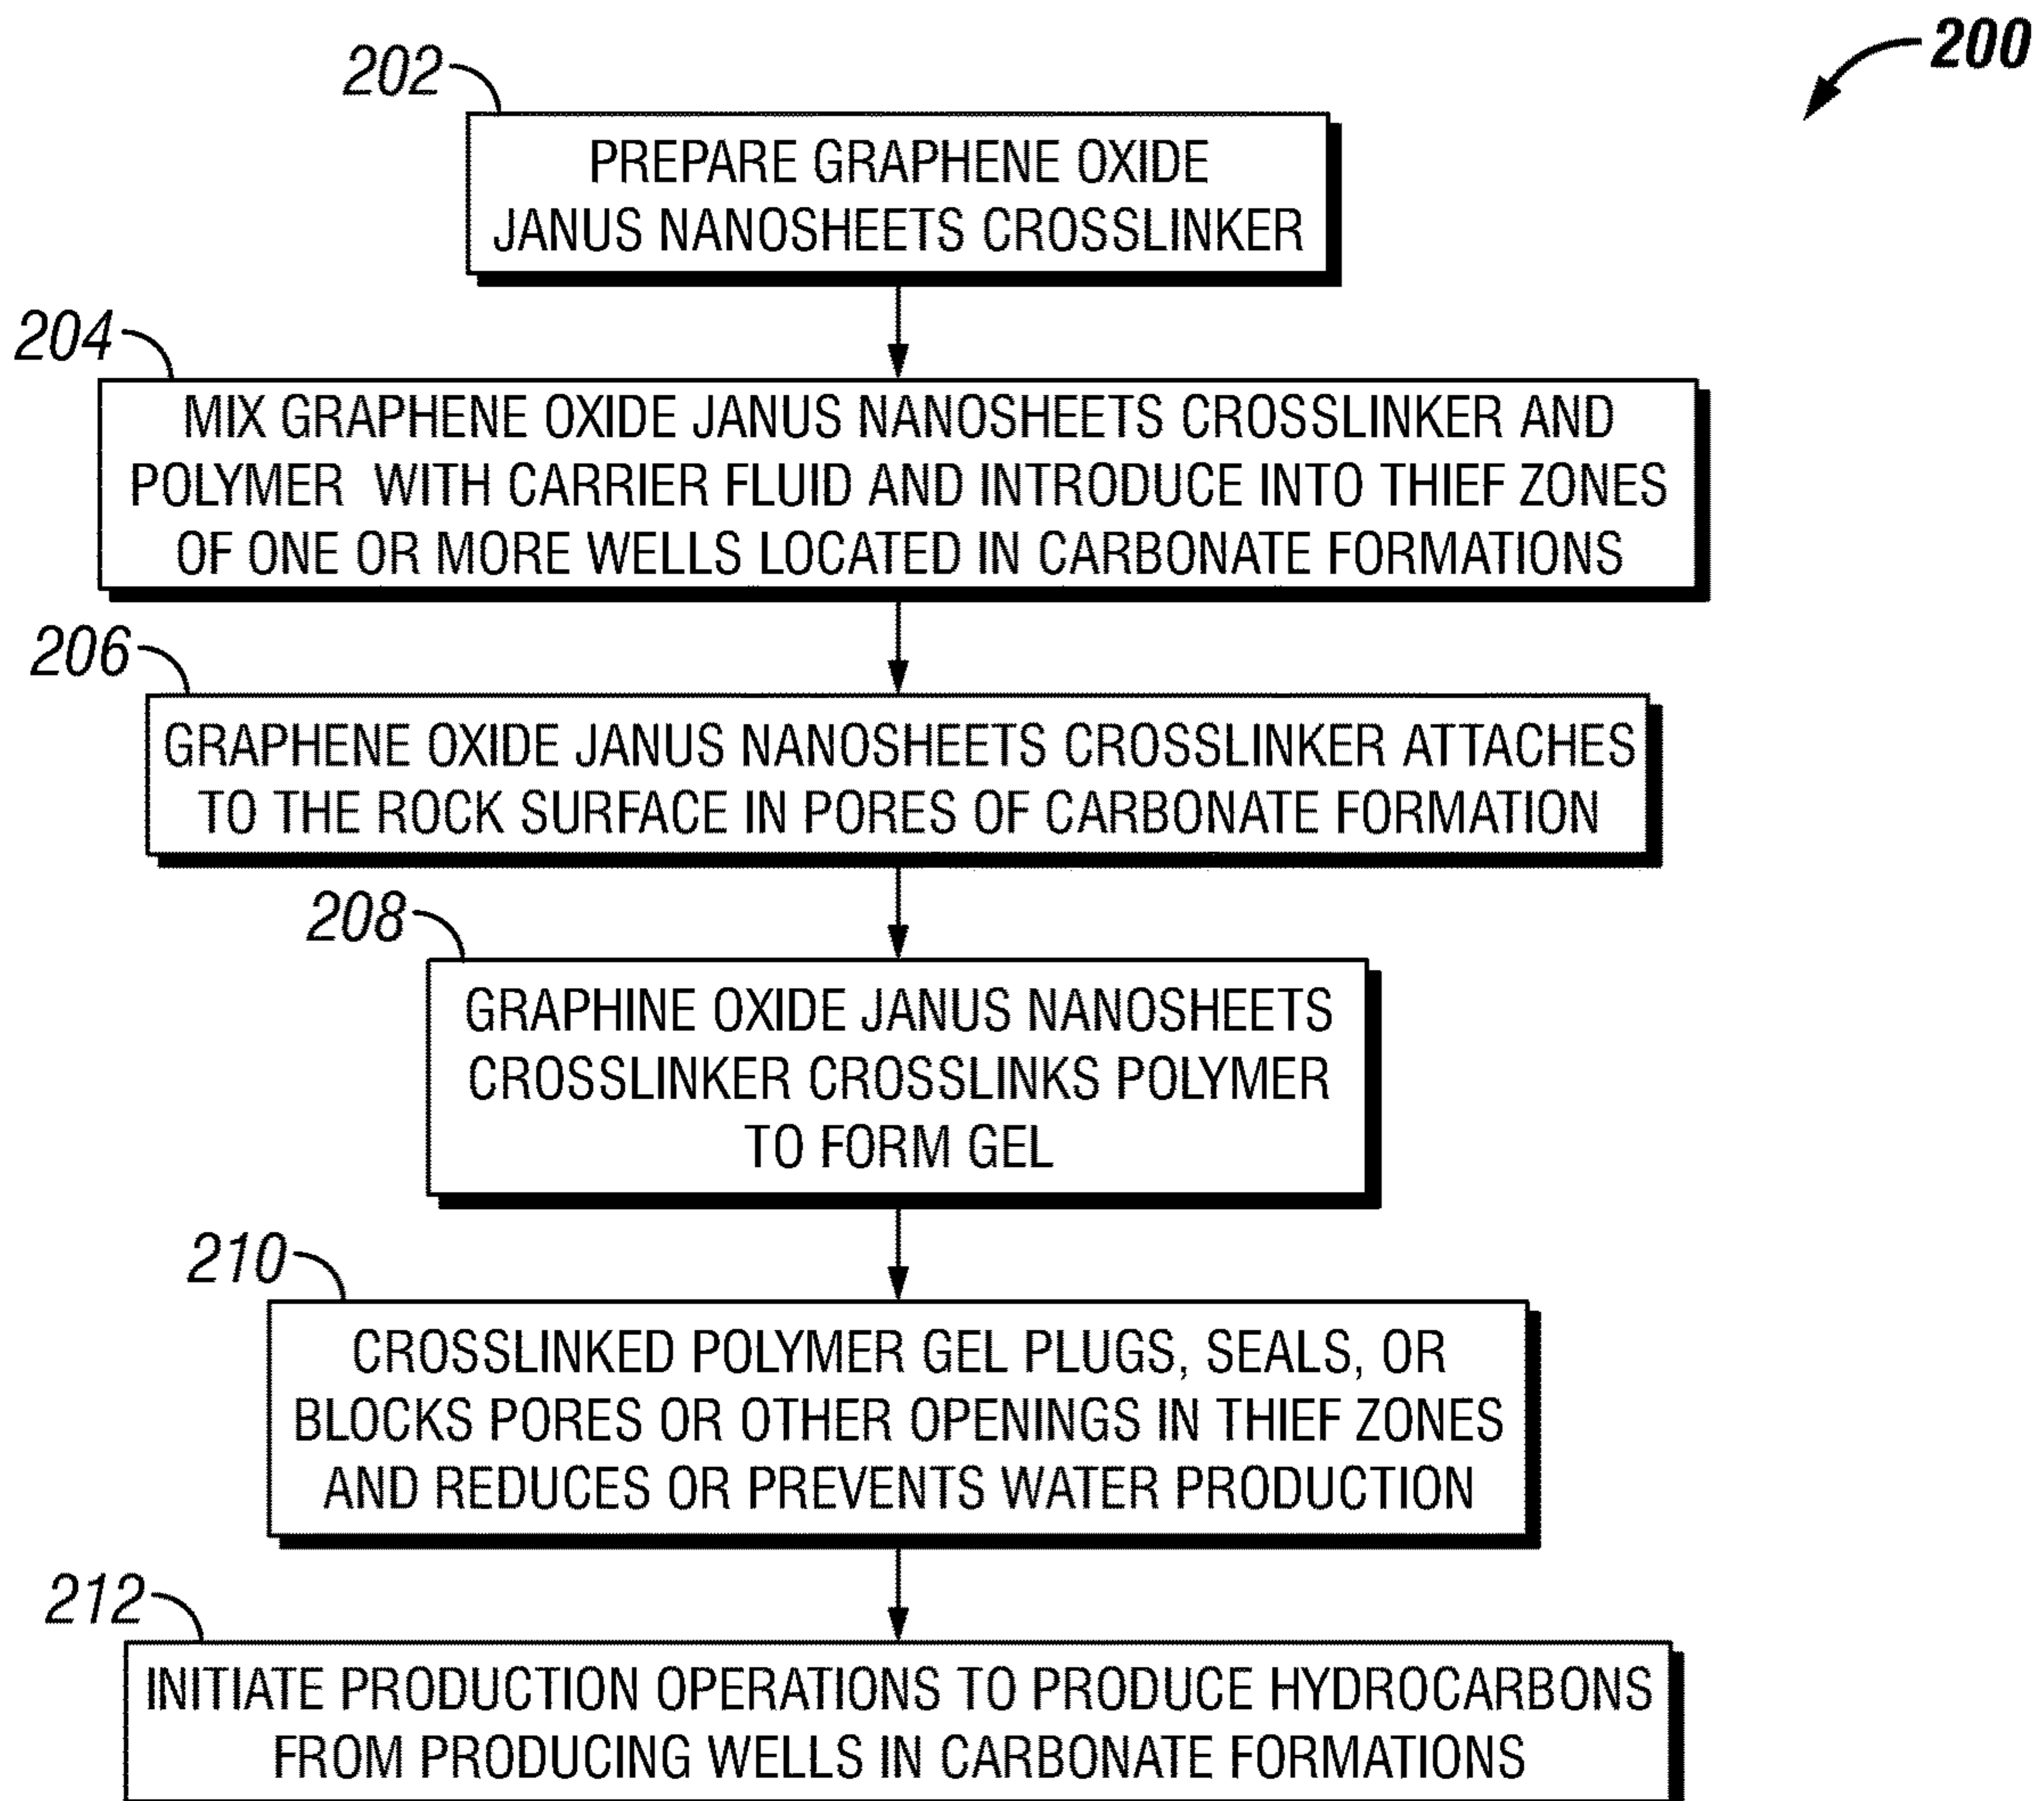 200
202
PREPARE GRAPHENE OXIDE
JANUS NANOSHEETS CROSSLINKER
204
MIX GRAPHENE OXIDE JANUS NANOSHEETS CROSSLINKER AND
POLYMER WITH CARRIER FLUID AND INTRODUCE INTO THIEF ZONES
OF ONE OR MORE WELLS LOCATED IN CARBONATE FORMATIONS
206
GRAPHENE OXIDE JANUS NANOSHEETS CROSSLINKER ATTACHES
TO THE ROCK SURFACE IN PORES OF CARBONATE FORMATION
208
GRAPHINE OXIDE JANUS NANOSHEETS
CROSSLINKER CROSSLINKS POLYMER
TO FORM GEL
210
CROSSLINKED POLYMER GEL PLUGS, SEALS, OR
BLOCKS PORES OR OTHER OPENINGS IN THIEF ZONES
AND REDUCES OR PREVENTS WATER PRODUCTION
212
INITIATE PRODUCTION OPERATIONS TO PRODUCE HYDROCARBONS
FROM PRODUCING WELLS IN CARBONATE FORMATIONS